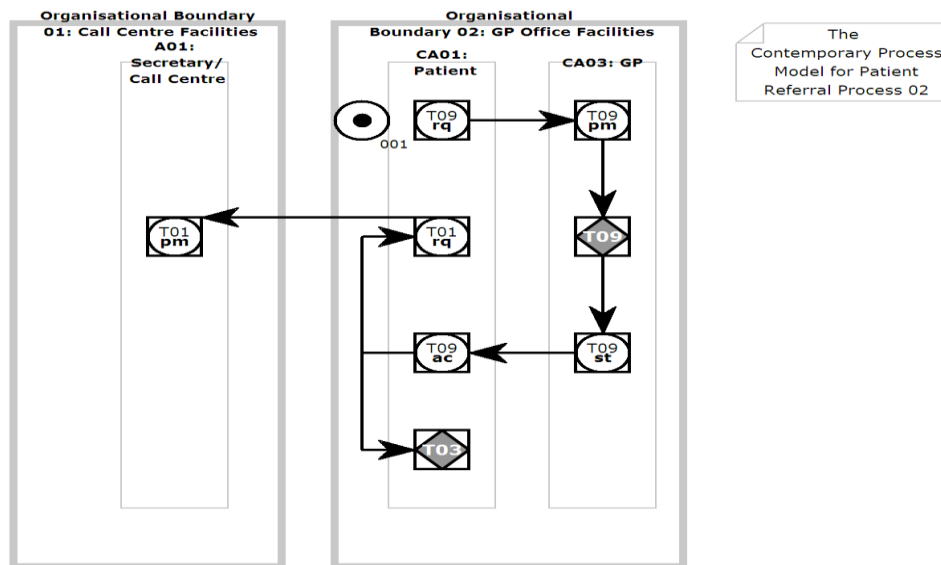 Organisational Boundary
01: Call Centre Facilities
A01:
Secretary/
Call Centre
Organisational
Boundary 02: GP Office Facilities
CA01:
Patient
CA03: GP
The
Contemporary Process
Model for Patient
Referral Process 02
001
T09
rq
T09
pm
T01
pm
T01
rq
T09
T09
ac
T09
st
T03